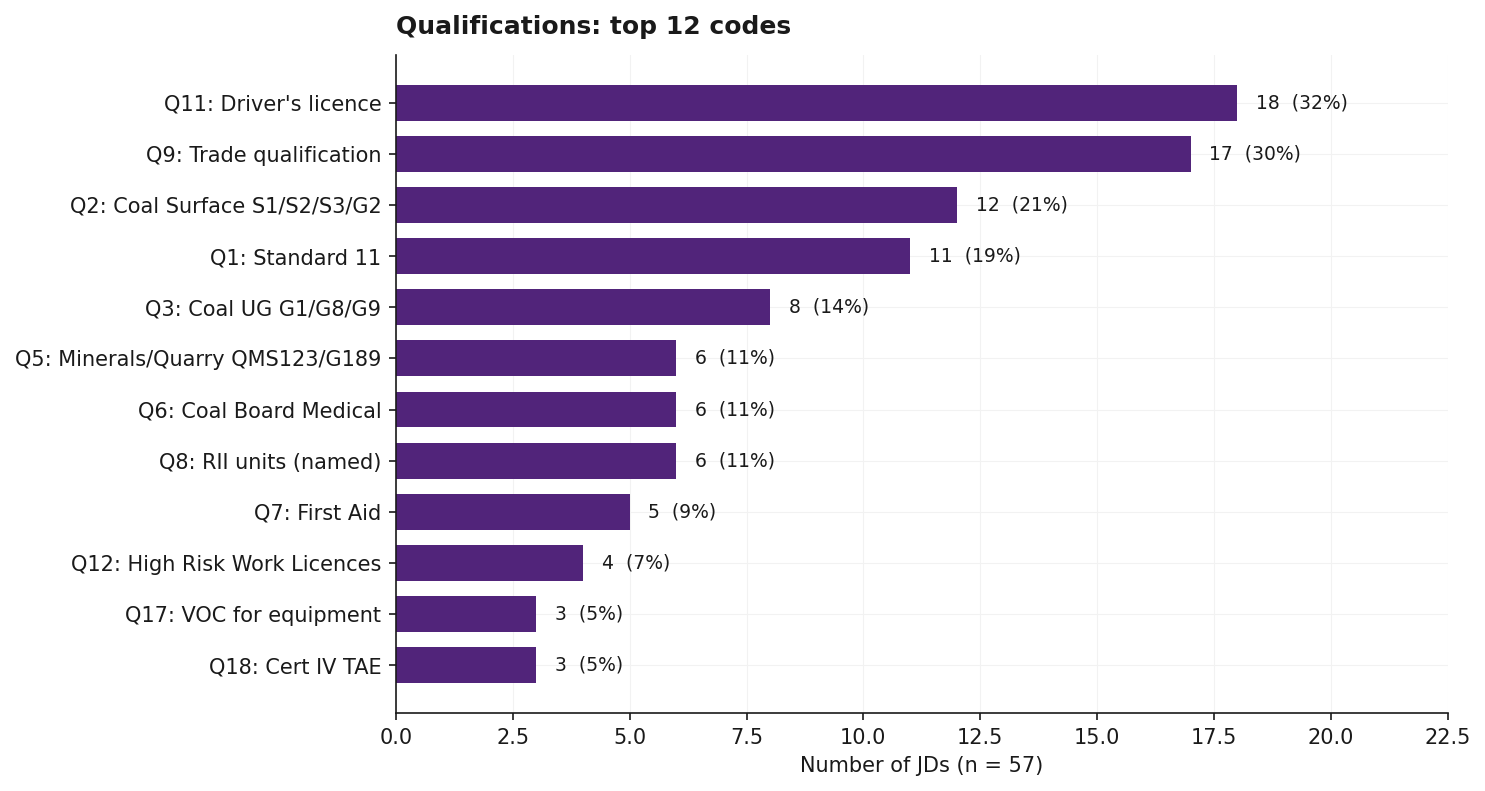 Qualifications: top 12 codes
Q11: Driver's licence 18 (32%)
Q9: Trade qualification 17 (30%)
Q2: Coal Surface S1/S2/S3/G2 12 (21%)
Q1: Standard 11 11 (19%)
Q3: Coal UG G1/G8/G9 8 (14%)
Q5: Minerals/Quarry QMS123/G189 6 (11%)
Q6: Coal Board Medical 6 (11%)
Q8: RII units (named) 6 (11%)
Q7: First Aid 5 (9%)
Q12: High Risk Work Licences 4 (7%)
Q17: VOC for equipment 3 (5%)
Q18: Cert IV TAE 3 (5%)
0.0 2.5 5.0 7.5 10.0 12.5 15.0 17.5 20.0 22.5
Number of JDs (n = 57)